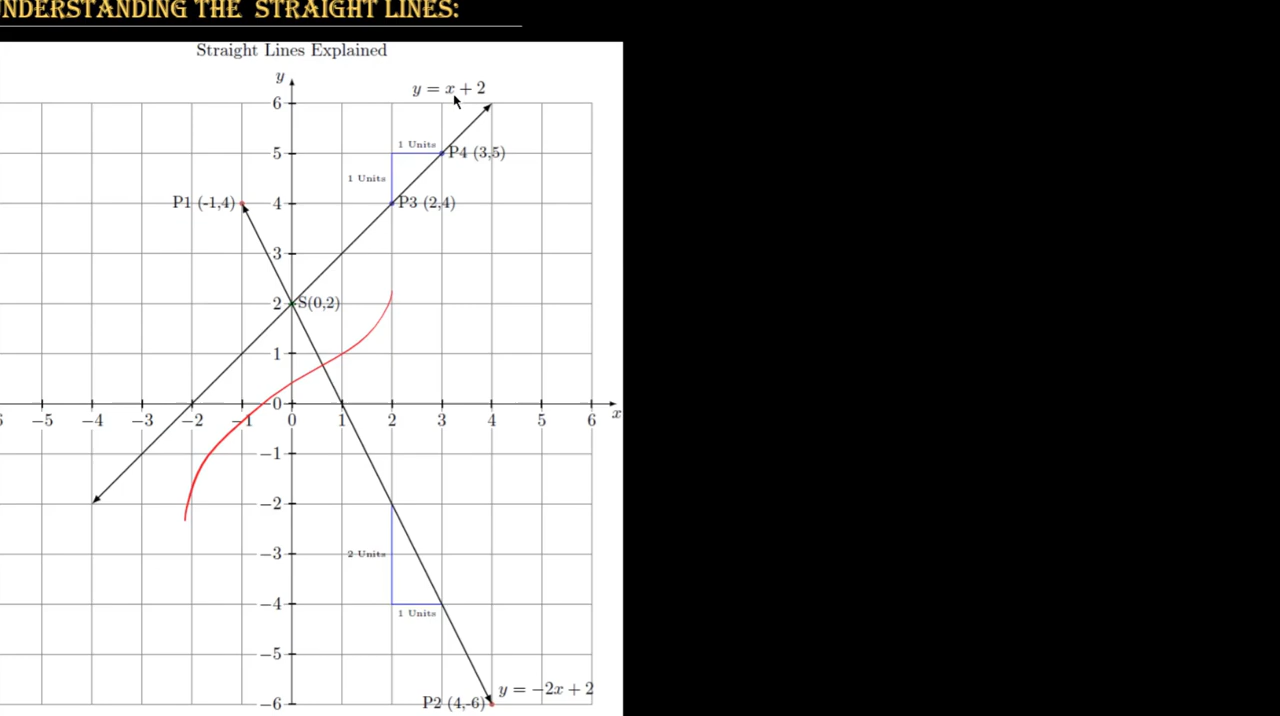 NDERSTANDING THE STRAIGHT LINES:
Straight Lines Explained
y
y = x + 2
6
1 Units
5
P4 (3,5)
1 Units
P1 (-1,4)
4
P3 (2,4)
3
2
S(0,2)
1
0
x
−5 −4 −3 −2 −1 0 1 2 3 4 5 6
−1
−2
−3
2 Units
−4
1 Units
−5
y = −2x + 2
−6
P2 (4,-6)